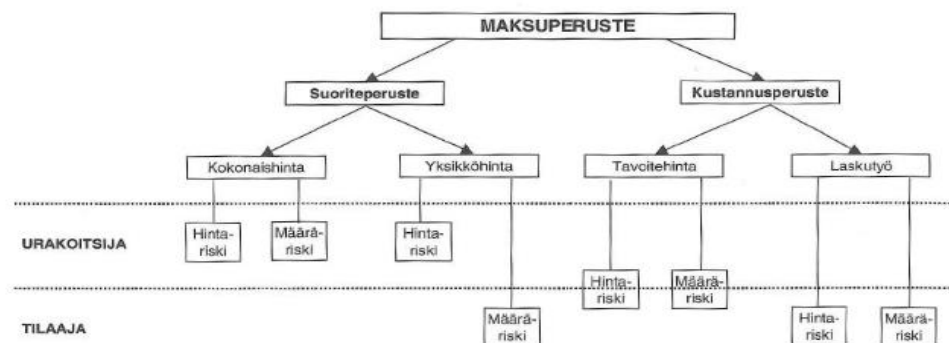 MAKSUPERUSTE
Suoriteperuste
Kustannusperuste
Kokonaishinta
Yksikköhinta
Tavoitehinta
Laskutyö
URAKOITSIJA
Hinta-
riski
Määrä-
riski
Hinta-
riski
Hinta-
riski
Määrä-
riski
TILAAJA
Määrä-
riski
Hinta-
riski
Määrä-
riski